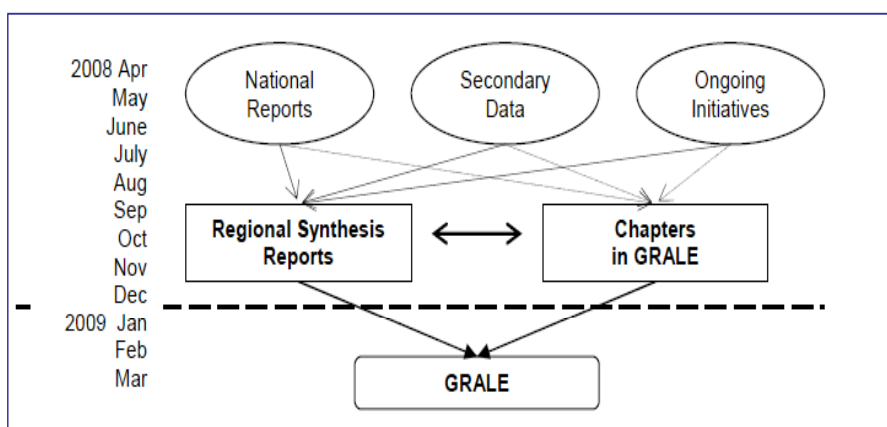 2008 Apr
May
June
July
Aug
Sep
Oct
Nov
Dec
2009 Jan
Feb
Mar
National
Reports
Secondary
Data
Ongoing
Initiatives
Regional Synthesis
Reports
Chapters
in GRALE
GRALE